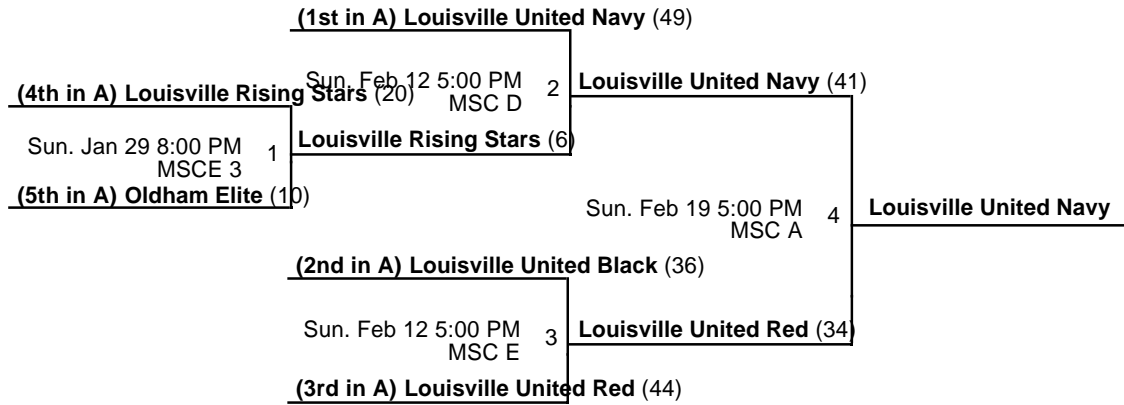 (1st in A) Louisville United Navy (49)
Sun. Feb 12 5:00 PM
MSC D
2
Louisville United Navy (41)
(4th in A) Louisville Rising Stars (20)
Sun. Jan 29 8:00 PM
MSCE 3
1
Louisville Rising Stars (6)
(5th in A) Oldham Elite (10)
Sun. Feb 19 5:00 PM
MSC A
4
Louisville United Navy
(2nd in A) Louisville United Black (36)
Sun. Feb 12 5:00 PM
MSC E
3
Louisville United Red (34)
(3rd in A) Louisville United Red (44)